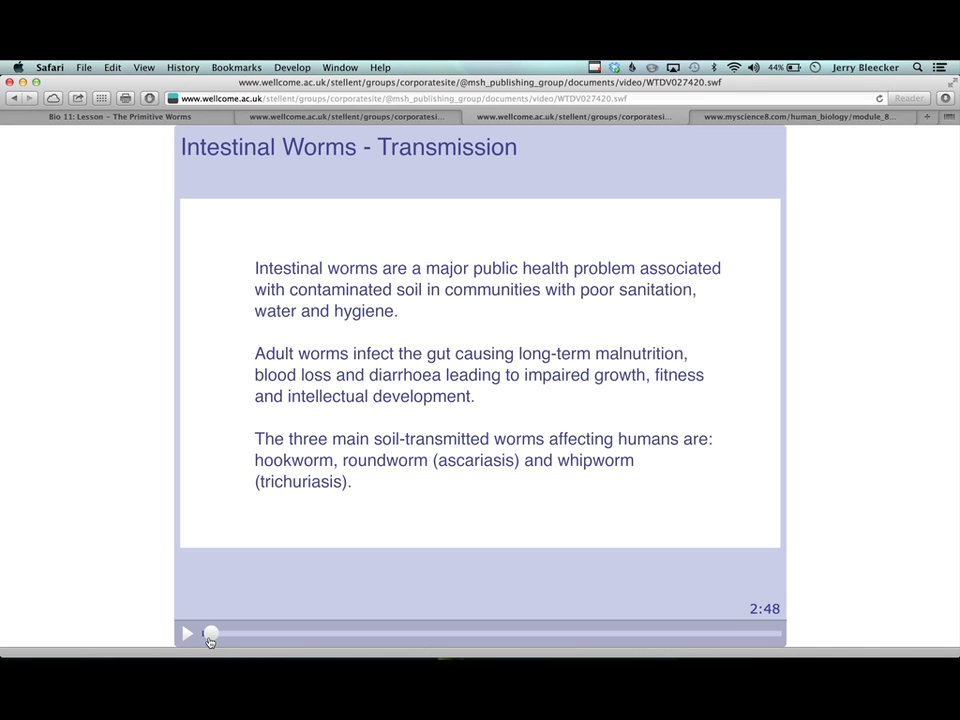 Safari File Edit View History Bookmarks Develop Window Help 44% Jerry Bleecker
www.wellcome.ac.uk/stellent/groups/corporatesite/@msh_publishing_group/documents/video/WTDV027420.swf
www.wellcome.ac.uk/stellent/groups/corporatesite/@msh_publishing_group/documents/video/WTDV027420.swf Reader
Bio 11: Lesson – The Primitive Worms www.wellcome.ac.uk/stellent/groups/corporatesi... www.wellcome.ac.uk/stellent/groups/corporatesi... www.myscience8.com/human_biology/module_8...
Intestinal Worms - Transmission
Intestinal worms are a major public health problem associated
with contaminated soil in communities with poor sanitation,
water and hygiene.
Adult worms infect the gut causing long-term malnutrition,
blood loss and diarrhoea leading to impaired growth, fitness
and intellectual development.
The three main soil-transmitted worms affecting humans are:
hookworm, roundworm (ascariasis) and whipworm
(trichuriasis).
2:48